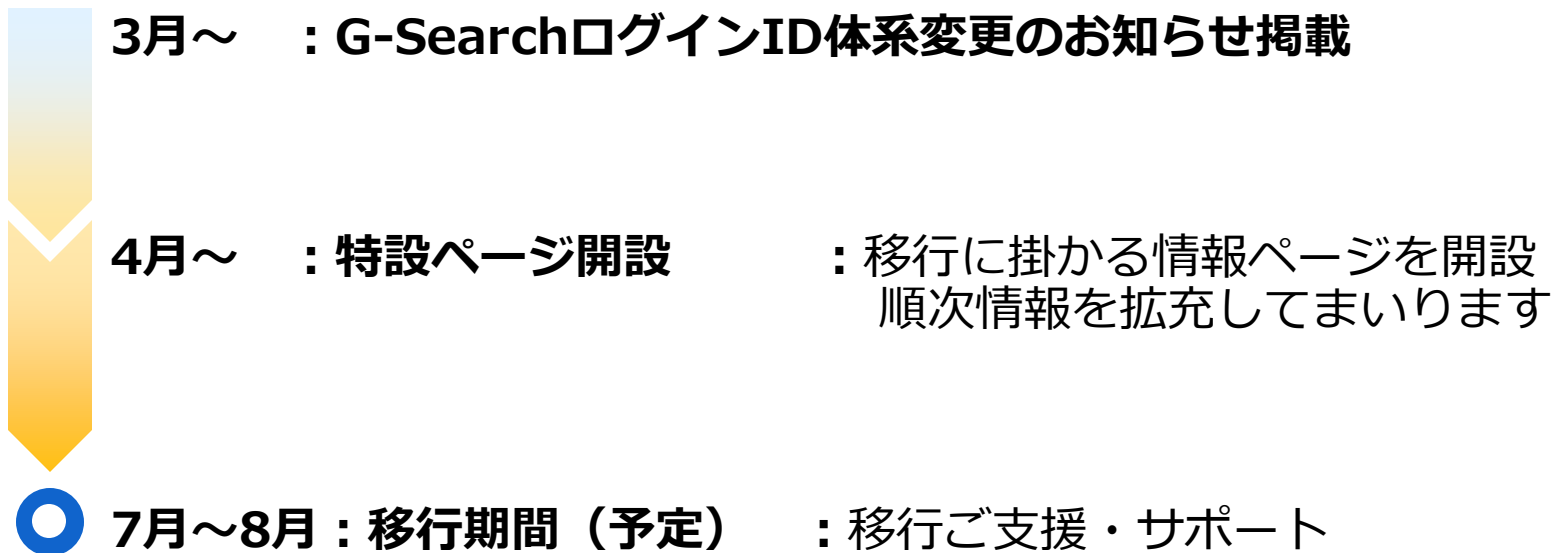 3月～　：G-SearchログインID体系変更のお知らせ掲載
4月～　：特設ページ開設　　　：移行に掛かる情報ページを開設
順次情報を拡充してまいります
7月～8月：移行期間（予定）　：移行ご支援・サポート